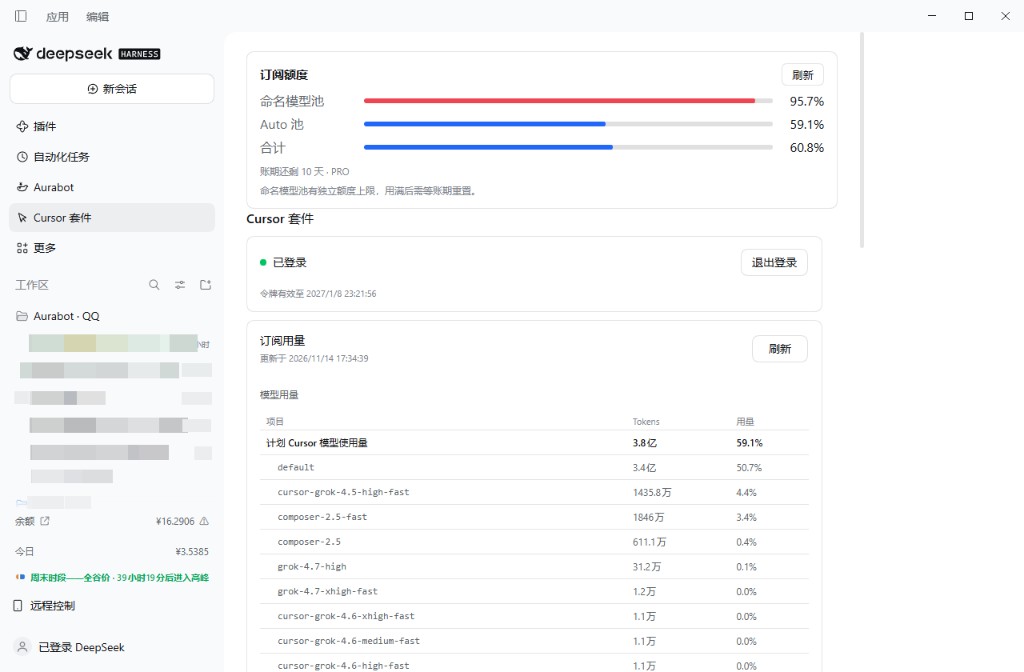 应用 编辑
deepseek HARNESS
新会话
插件
自动化任务
Aurabot
Cursor 套件
更多
工作区
Aurabot · QQ
小时
余额 ¥16.2906
今日 ¥3.5385
周末时段——全谷价 · 39小时19分后进入高峰
远程控制
已登录 DeepSeek
订阅额度 刷新
命名模型池 95.7%
Auto 池 59.1%
合计 60.8%
账期还剩 10 天 · PRO
命名模型池有独立额度上限，用满后需等账期重置。
Cursor 套件
已登录 退出登录
令牌有效至 2027/1/8 23:21:56
订阅用量 刷新
更新于 2026/11/14 17:34:39
模型用量
项目 Tokens 用量
计划 Cursor 模型使用量 3.8亿 59.1%
default 3.4亿 50.7%
cursor-grok-4.5-high-fast 1435.8万 4.4%
composer-2.5-fast 1846万 3.4%
composer-2.5 611.1万 0.4%
grok-4.7-high 31.2万 0.1%
grok-4.7-xhigh-fast 1.2万 0.0%
cursor-grok-4.6-xhigh-fast 1.1万 0.0%
cursor-grok-4.6-medium-fast 1.1万 0.0%
cursor-grok-4.6-high-fast 1.1万 0.0%